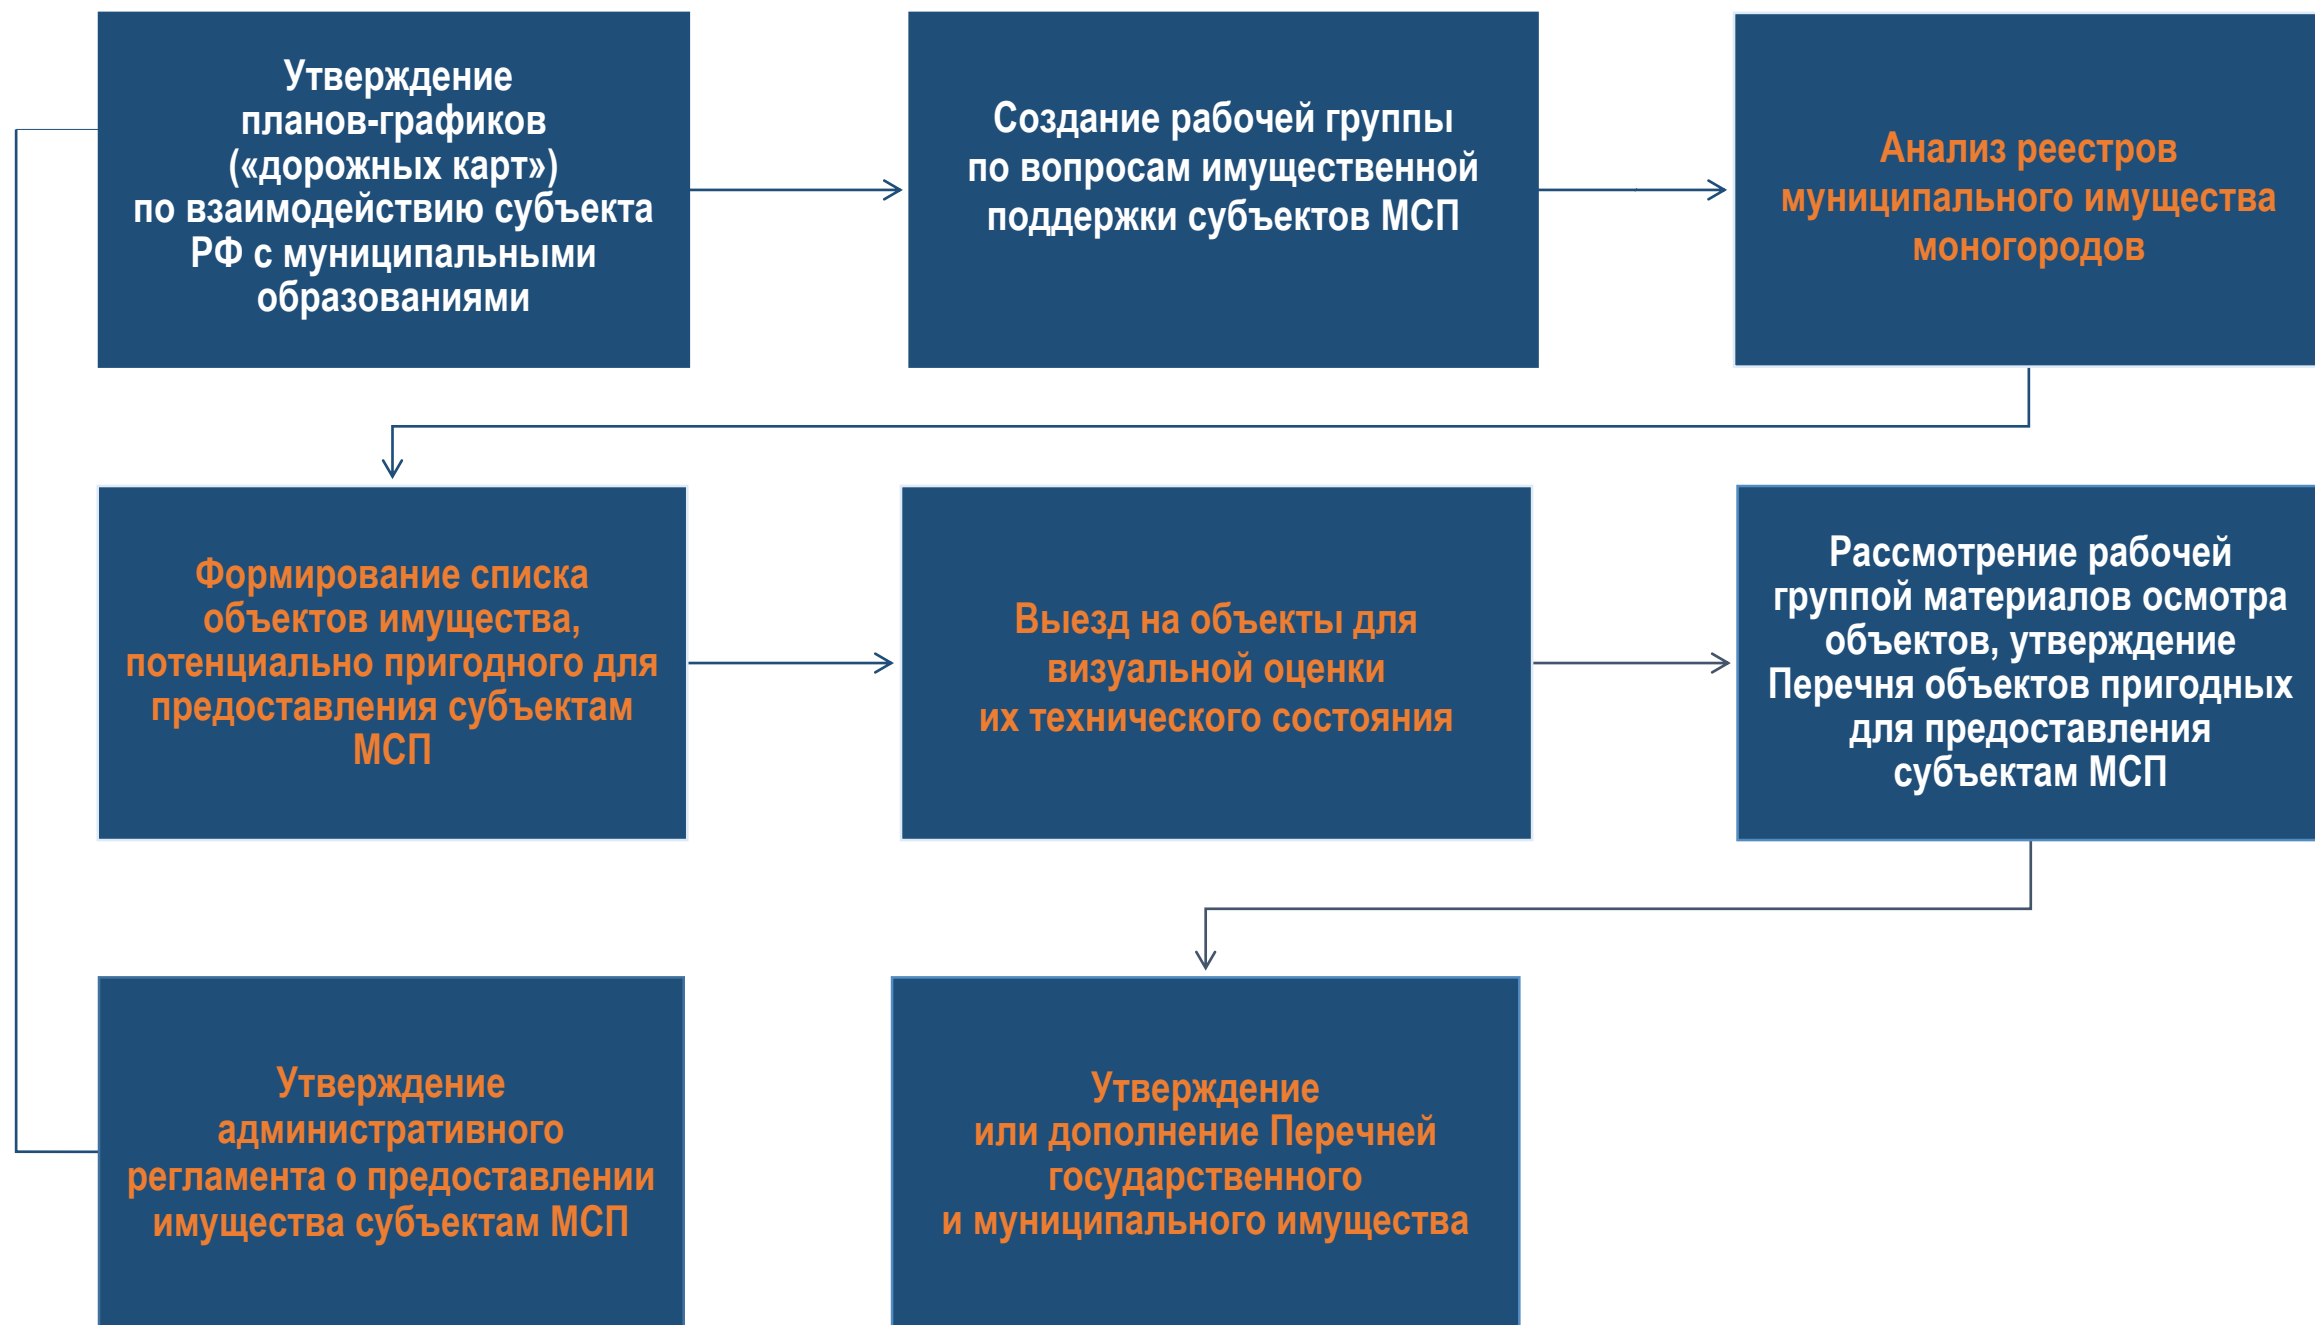 Утверждение
планов-графиков
(«дорожных карт»)
по взаимодействию субъекта
РФ с муниципальными
образованиями
Создание рабочей группы
по вопросам имущественной
поддержки субъектов МСП
Анализ реестров
муниципального имущества
моногородов
Формирование списка
объектов имущества,
потенциально пригодного для
предоставления субъектам
МСП
Выезд на объекты для
визуальной оценки
их технического состояния
Рассмотрение рабочей
группой материалов осмотра
объектов, утверждение
Перечня объектов пригодных
для предоставления
субъектам МСП
Утверждение
административного
регламента о предоставлении
имущества субъектам МСП
Утверждение
или дополнение Перечней
государственного
и муниципального имущества